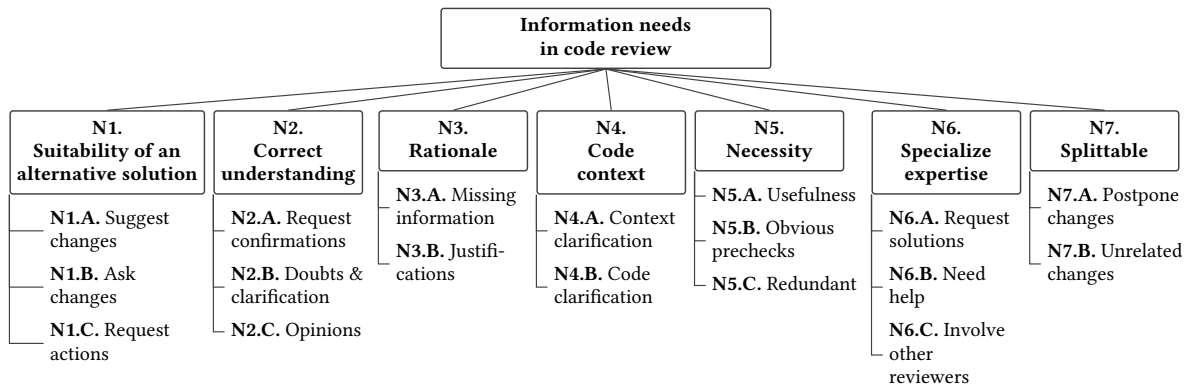 Information needs
in code review
N1.
Suitability of an
alternative solution
N1.A. Suggest
changes
N1.B. Ask
changes
N1.C. Request
actions
N2.
Correct
understanding
N2.A. Request
confirmations
N2.B. Doubts &
clarification
N2.C. Opinions
N3.
Rationale
N3.A. Missing
information
N3.B. Justifi-
cations
N4.
Code
context
N4.A. Context
clarification
N4.B. Code
clarification
N5.
Necessity
N5.A. Usefulness
N5.B. Obvious
prechecks
N5.C. Redundant
N6.
Specialize
expertise
N6.A. Request
solutions
N6.B. Need
help
N6.C. Involve
other
reviewers
N7.
Splittable
N7.A. Postpone
changes
N7.B. Unrelated
changes